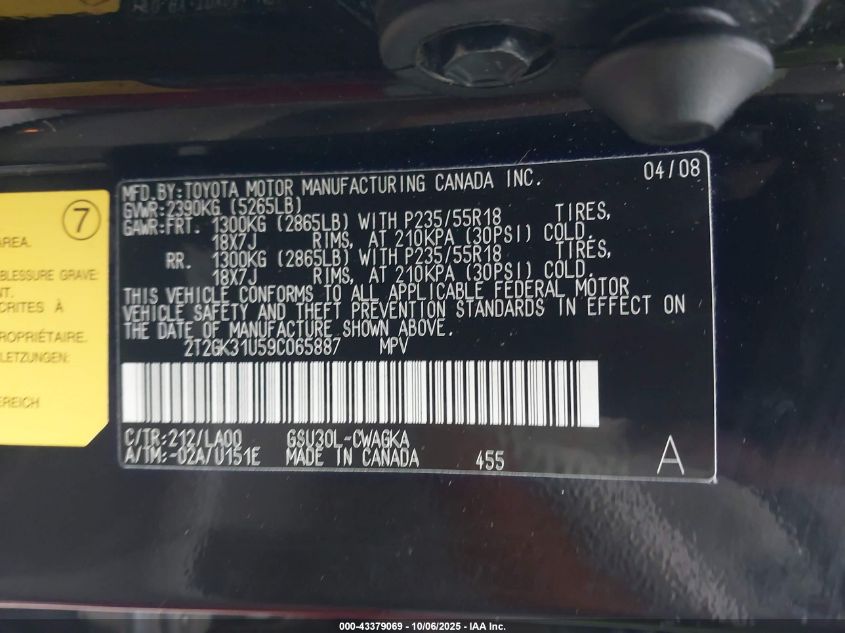 7
AREA.
BLESSURE GRAVE
CRITES À
PROPRIÉTAIRE.
LETZUNGEN
BEREICH
MFD.BY:TOYOTA MOTOR MANUFACTURING CANADA INC. 04/08
GVWR:2390KG (5265LB)
GAWR:FRT. 1300KG (2865LB) WITH P235/55R18 TIRES,
18X7J RIMS, AT 210KPA (30PSI) COLD.
RR. 1300KG (2865LB) WITH P235/55R18 TIRES,
18X7J RIMS, AT 210KPA (30PSI) COLD.
THIS VEHICLE CONFORMS TO ALL APPLICABLE FEDERAL MOTOR
VEHICLE SAFETY AND THEFT PREVENTION STANDARDS IN EFFECT ON
THE DATE OF MANUFACTURE SHOWN ABOVE.
2T2GK31U59C065887 MPV
C/TR:212/LA00 GSU30L-CWAGKA
A/TM:-02A/U151E MADE IN CANADA 455 A
000-43379069 - 10/06/2025 - IAA Inc.